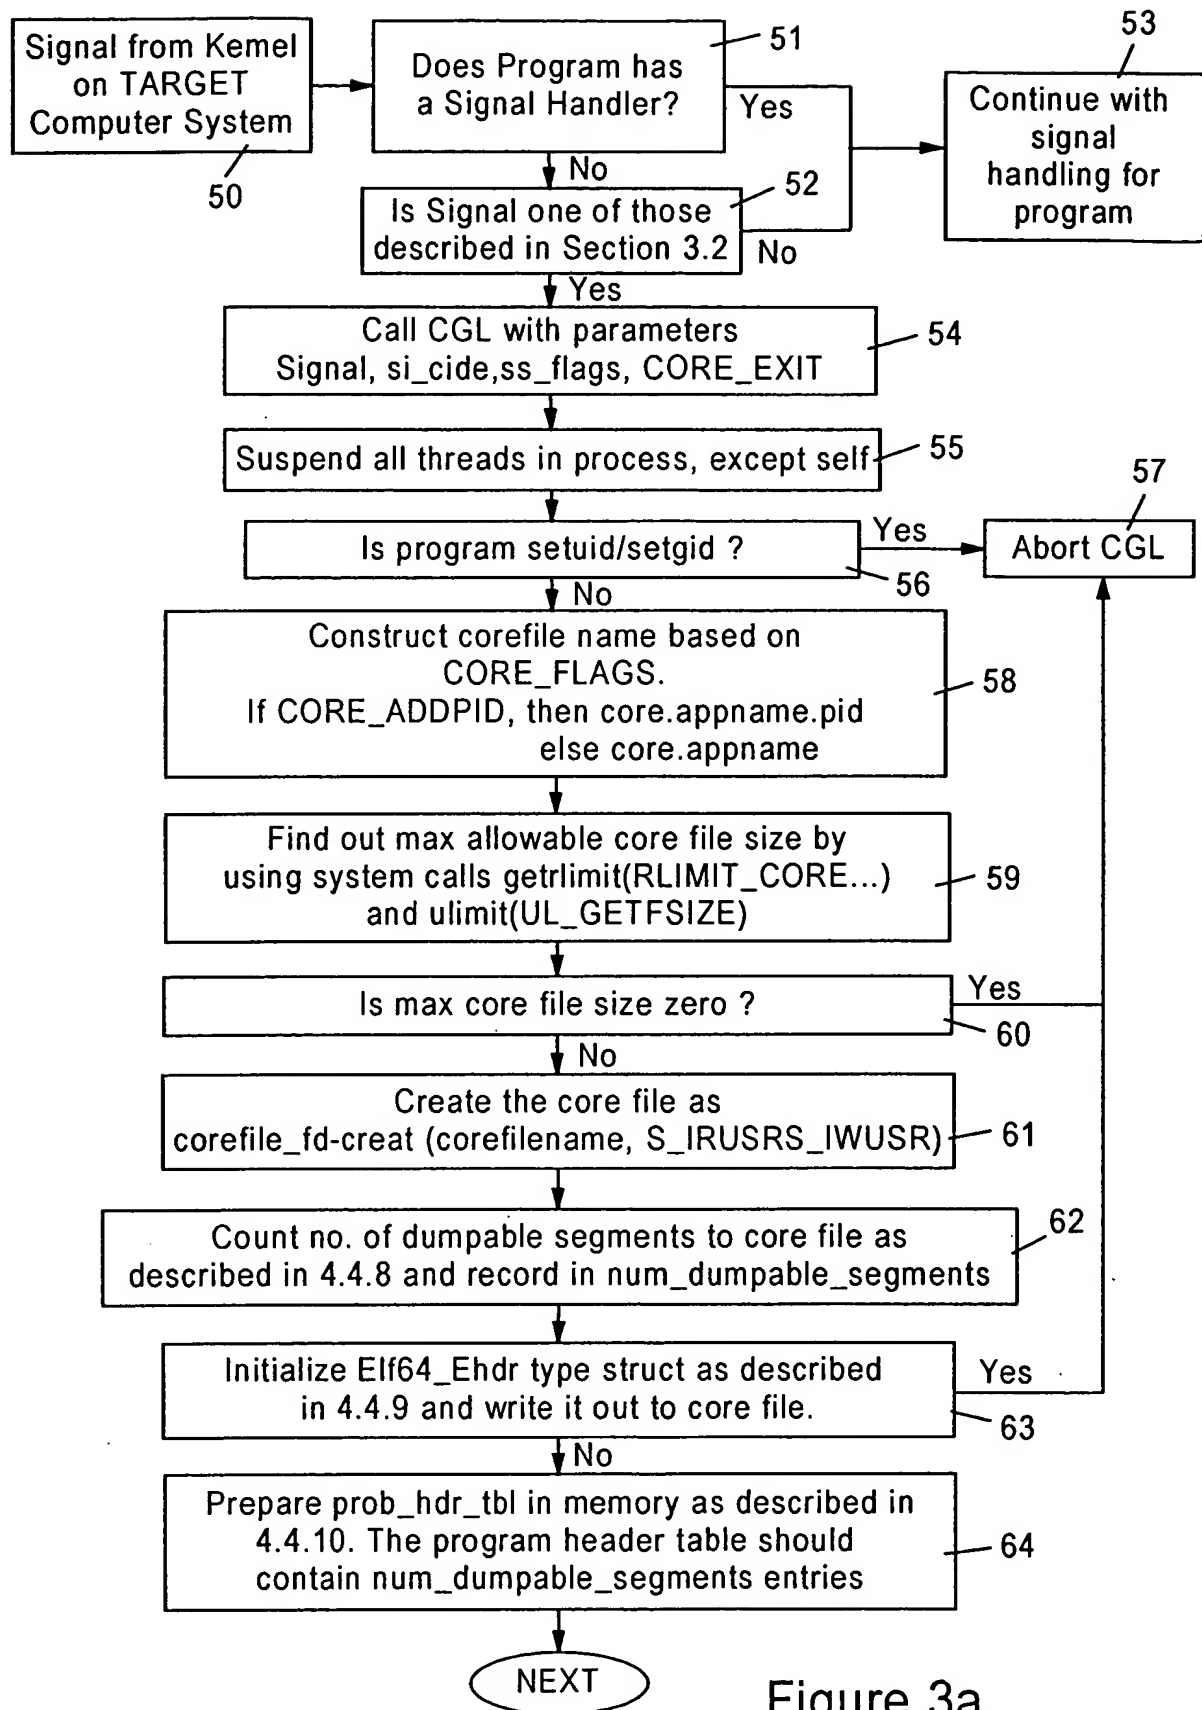 Signal from Kemel
on TARGET
Computer System
50
Does Program has
a Signal Handler?
51
Yes
No
53
Continue with
signal
handling for
program
Is Signal one of those
described in Section 3.2
52
No
Yes
Call CGL with parameters
Signal, si_cide,ss_flags, CORE_EXIT
54
Suspend all threads in process, except self
55
Is program setuid/setgid ?
Yes
56
57
Abort CGL
No
Construct corefile name based on
CORE_FLAGS.
If CORE_ADDPID, then core.appname.pid
else core.appname
58
Find out max allowable core file size by
using system calls getrlimit(RLIMIT_CORE...)
and ulimit(UL_GETFSIZE)
59
Is max core file size zero ?
Yes
60
No
Create the core file as
corefile_fd-creat (corefilename, S_IRUSRS_IWUSR)
61
Count no. of dumpable segments to core file as
described in 4.4.8 and record in num_dumpable_segments
62
Initialize Elf64_Ehdr type struct as described
in 4.4.9 and write it out to core file.
Yes
63
No
Prepare prob_hdr_tbl in memory as described in
4.4.10. The program header table should
contain num_dumpable_segments entries
64
NEXT
Figure 3a